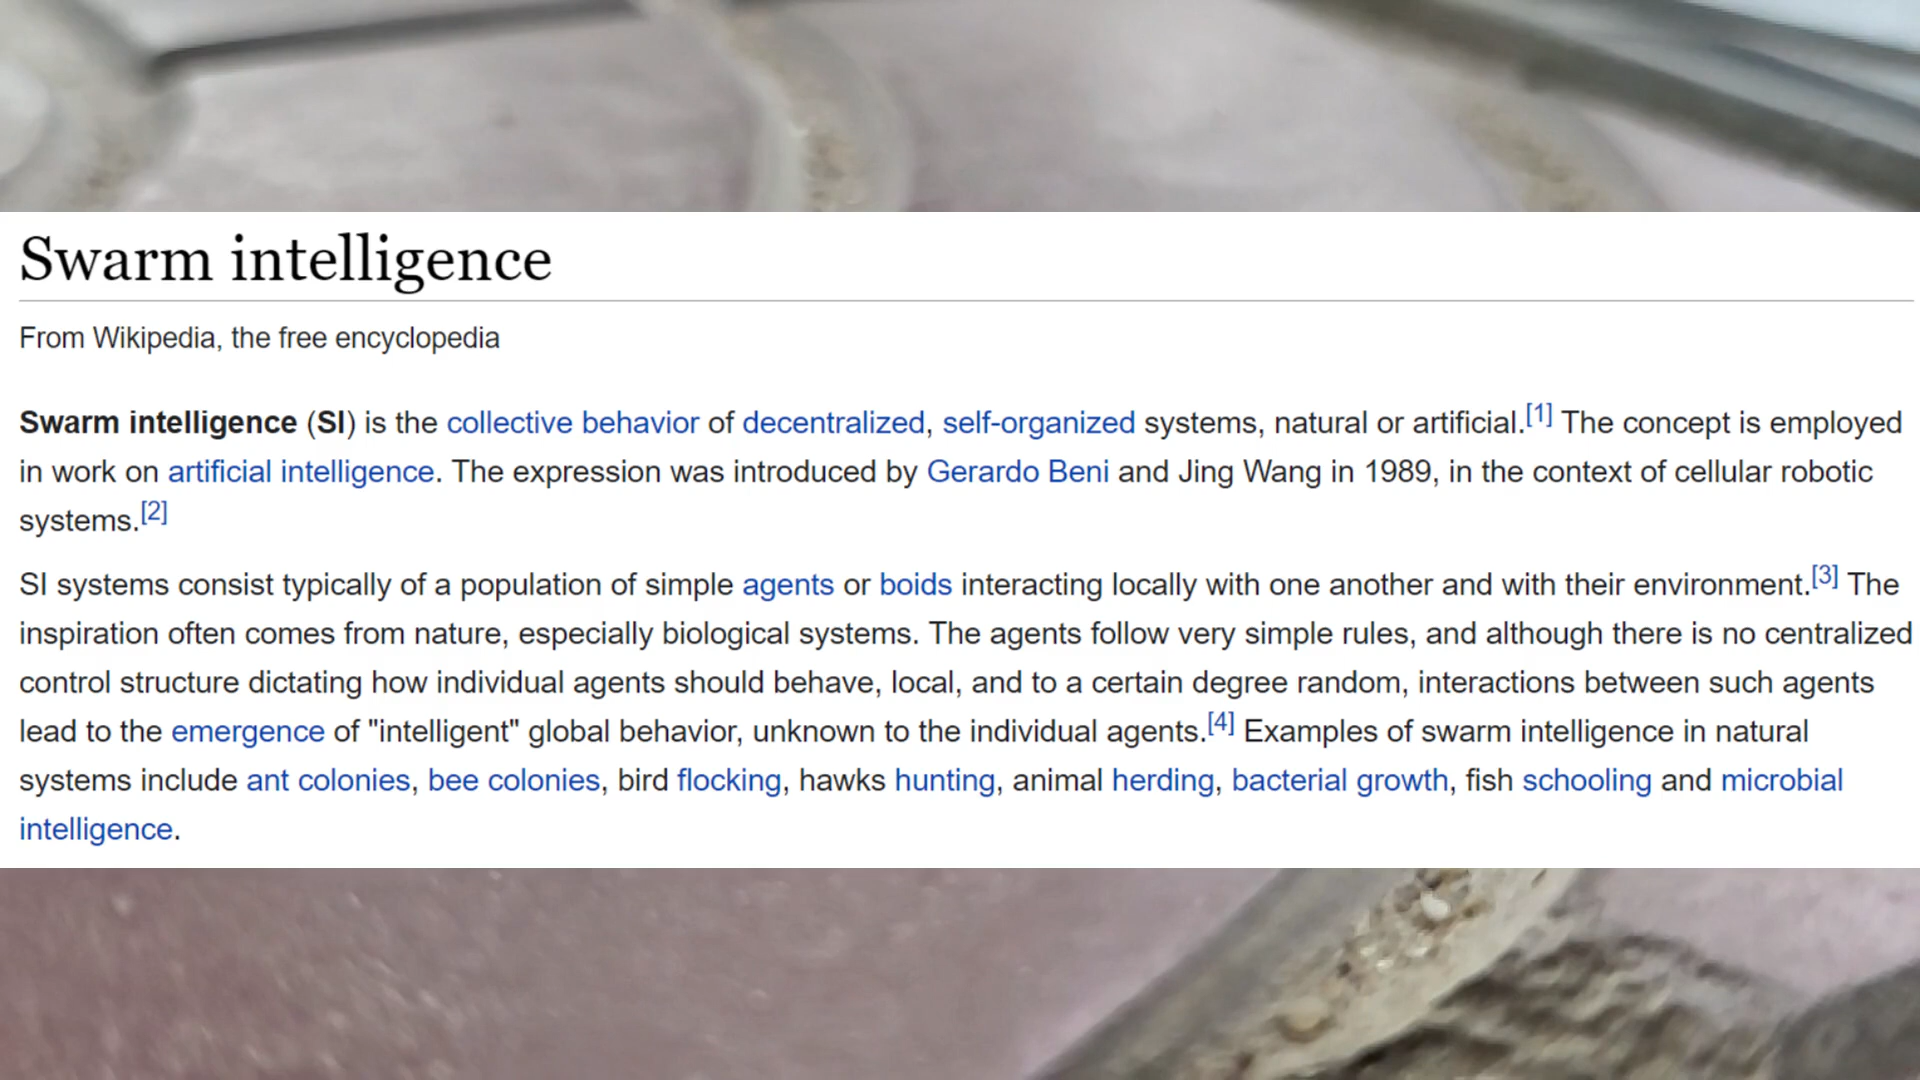 Swarm intelligence
From Wikipedia, the free encyclopedia
Swarm intelligence (SI) is the collective behavior of decentralized, self-organized systems, natural or artificial.[1] The concept is employed
in work on artificial intelligence. The expression was introduced by Gerardo Beni and Jing Wang in 1989, in the context of cellular robotic
systems.[2]
SI systems consist typically of a population of simple agents or boids interacting locally with one another and with their environment.[3] The
inspiration often comes from nature, especially biological systems. The agents follow very simple rules, and although there is no centralized
control structure dictating how individual agents should behave, local, and to a certain degree random, interactions between such agents
lead to the emergence of "intelligent" global behavior, unknown to the individual agents.[4] Examples of swarm intelligence in natural
systems include ant colonies, bee colonies, bird flocking, hawks hunting, animal herding, bacterial growth, fish schooling and microbial
intelligence.